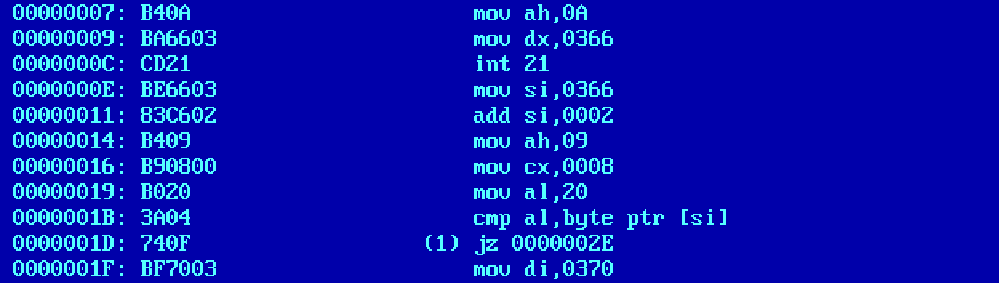 00000007: B40A mov ah,0A
00000009: BA6603 mov dx,0366
0000000C: CD21 int 21
0000000E: BE6603 mov si,0366
00000011: 83C602 add si,0002
00000014: B409 mov ah,09
00000016: B90800 mov cx,0008
00000019: B020 mov al,20
0000001B: 3A04 cmp al,byte ptr [si]
0000001D: 740F (1) jz 0000002E
0000001F: BF7003 mov di,0370